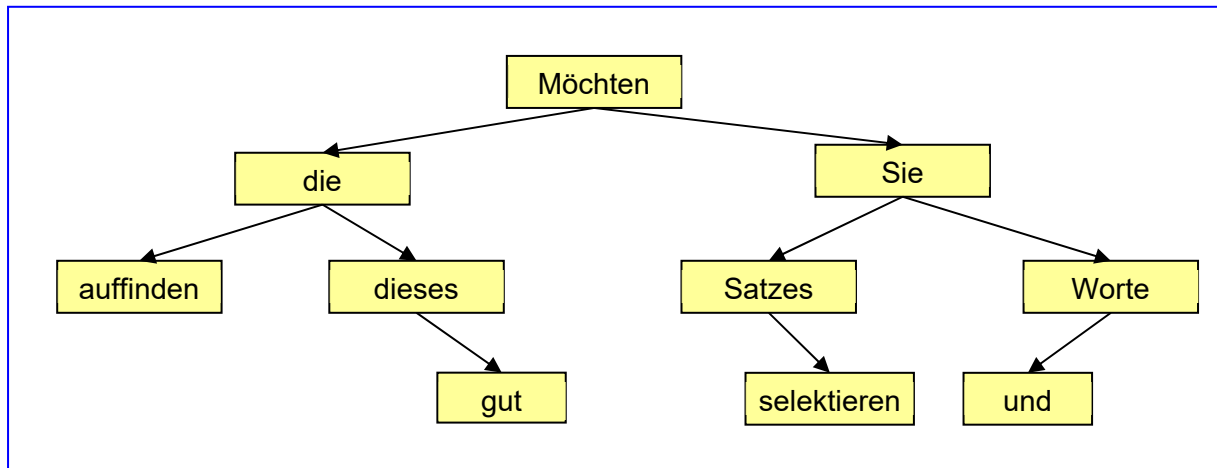 Möchten
die
Sie
auffinden
dieses
Satzes
Worte
gut
selektieren
und